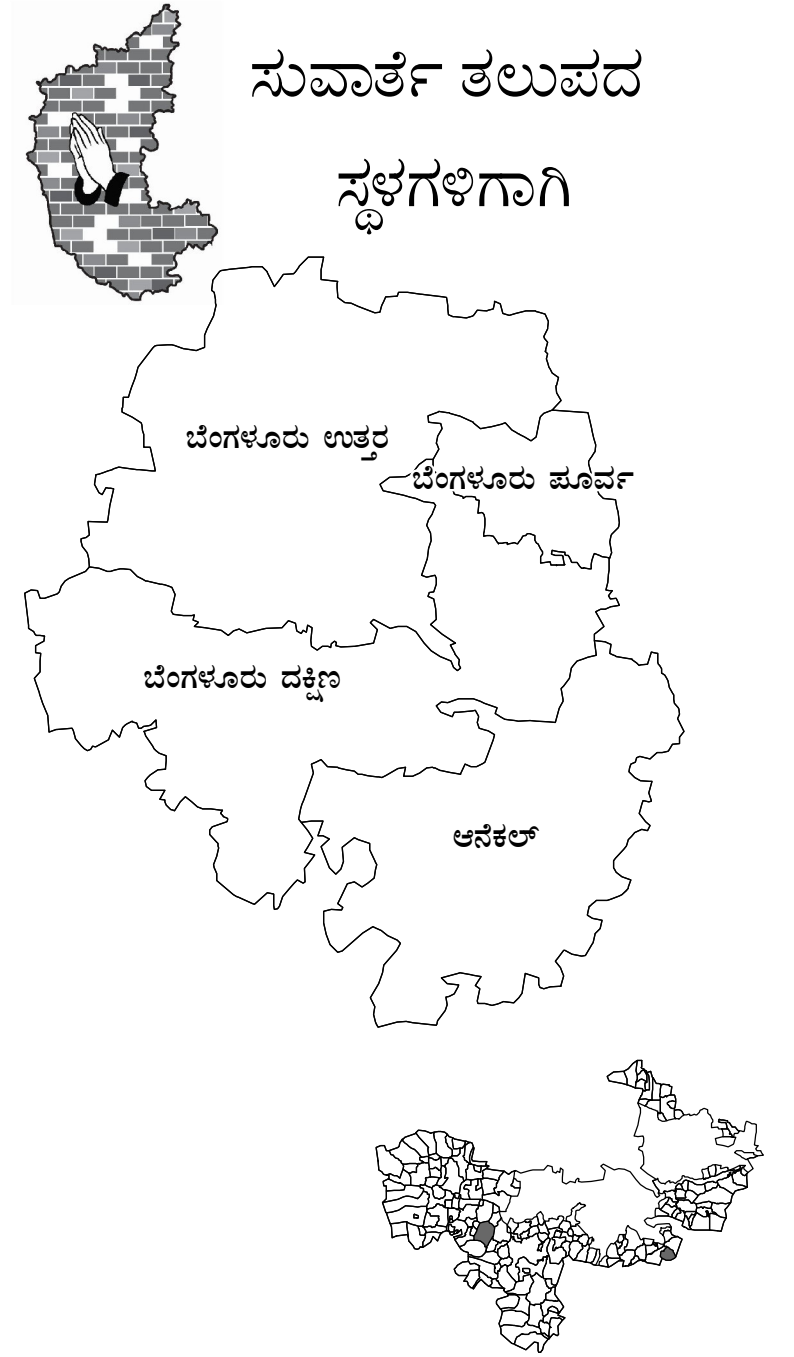 ಸುವಾರ್ತೆ ತಲುಪದ
ಸ್ಥಳಗಳಿಗಾಗಿ
ಬೆಂಗಳೂರು ಉತ್ತರ
ಬೆಂಗಳೂರು ಪೂರ್ವ
ಬೆಂಗಳೂರು ದಕ್ಷಿಣ
ಆನೆಕಲ್